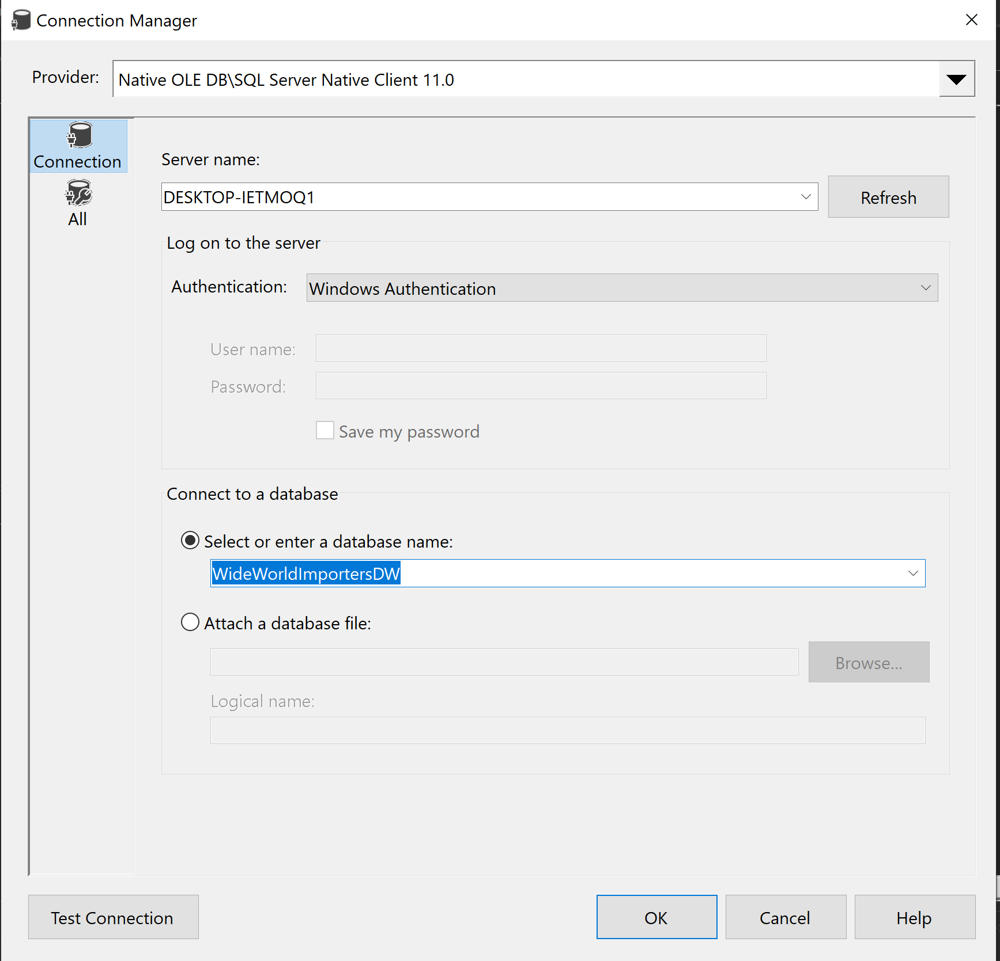 Connection Manager
Provider:
Native OLE DB\SQL Server Native Client 11.0
Connection
All
Server name:
DESKTOP-IETMOQ1
Refresh
Log on to the server
Authentication:
Windows Authentication
User name:
Password:
Save my password
Connect to a database
Select or enter a database name:
WideWorldImportersDW
Attach a database file:
Browse...
Logical name:
Test Connection
OK
Cancel
Help